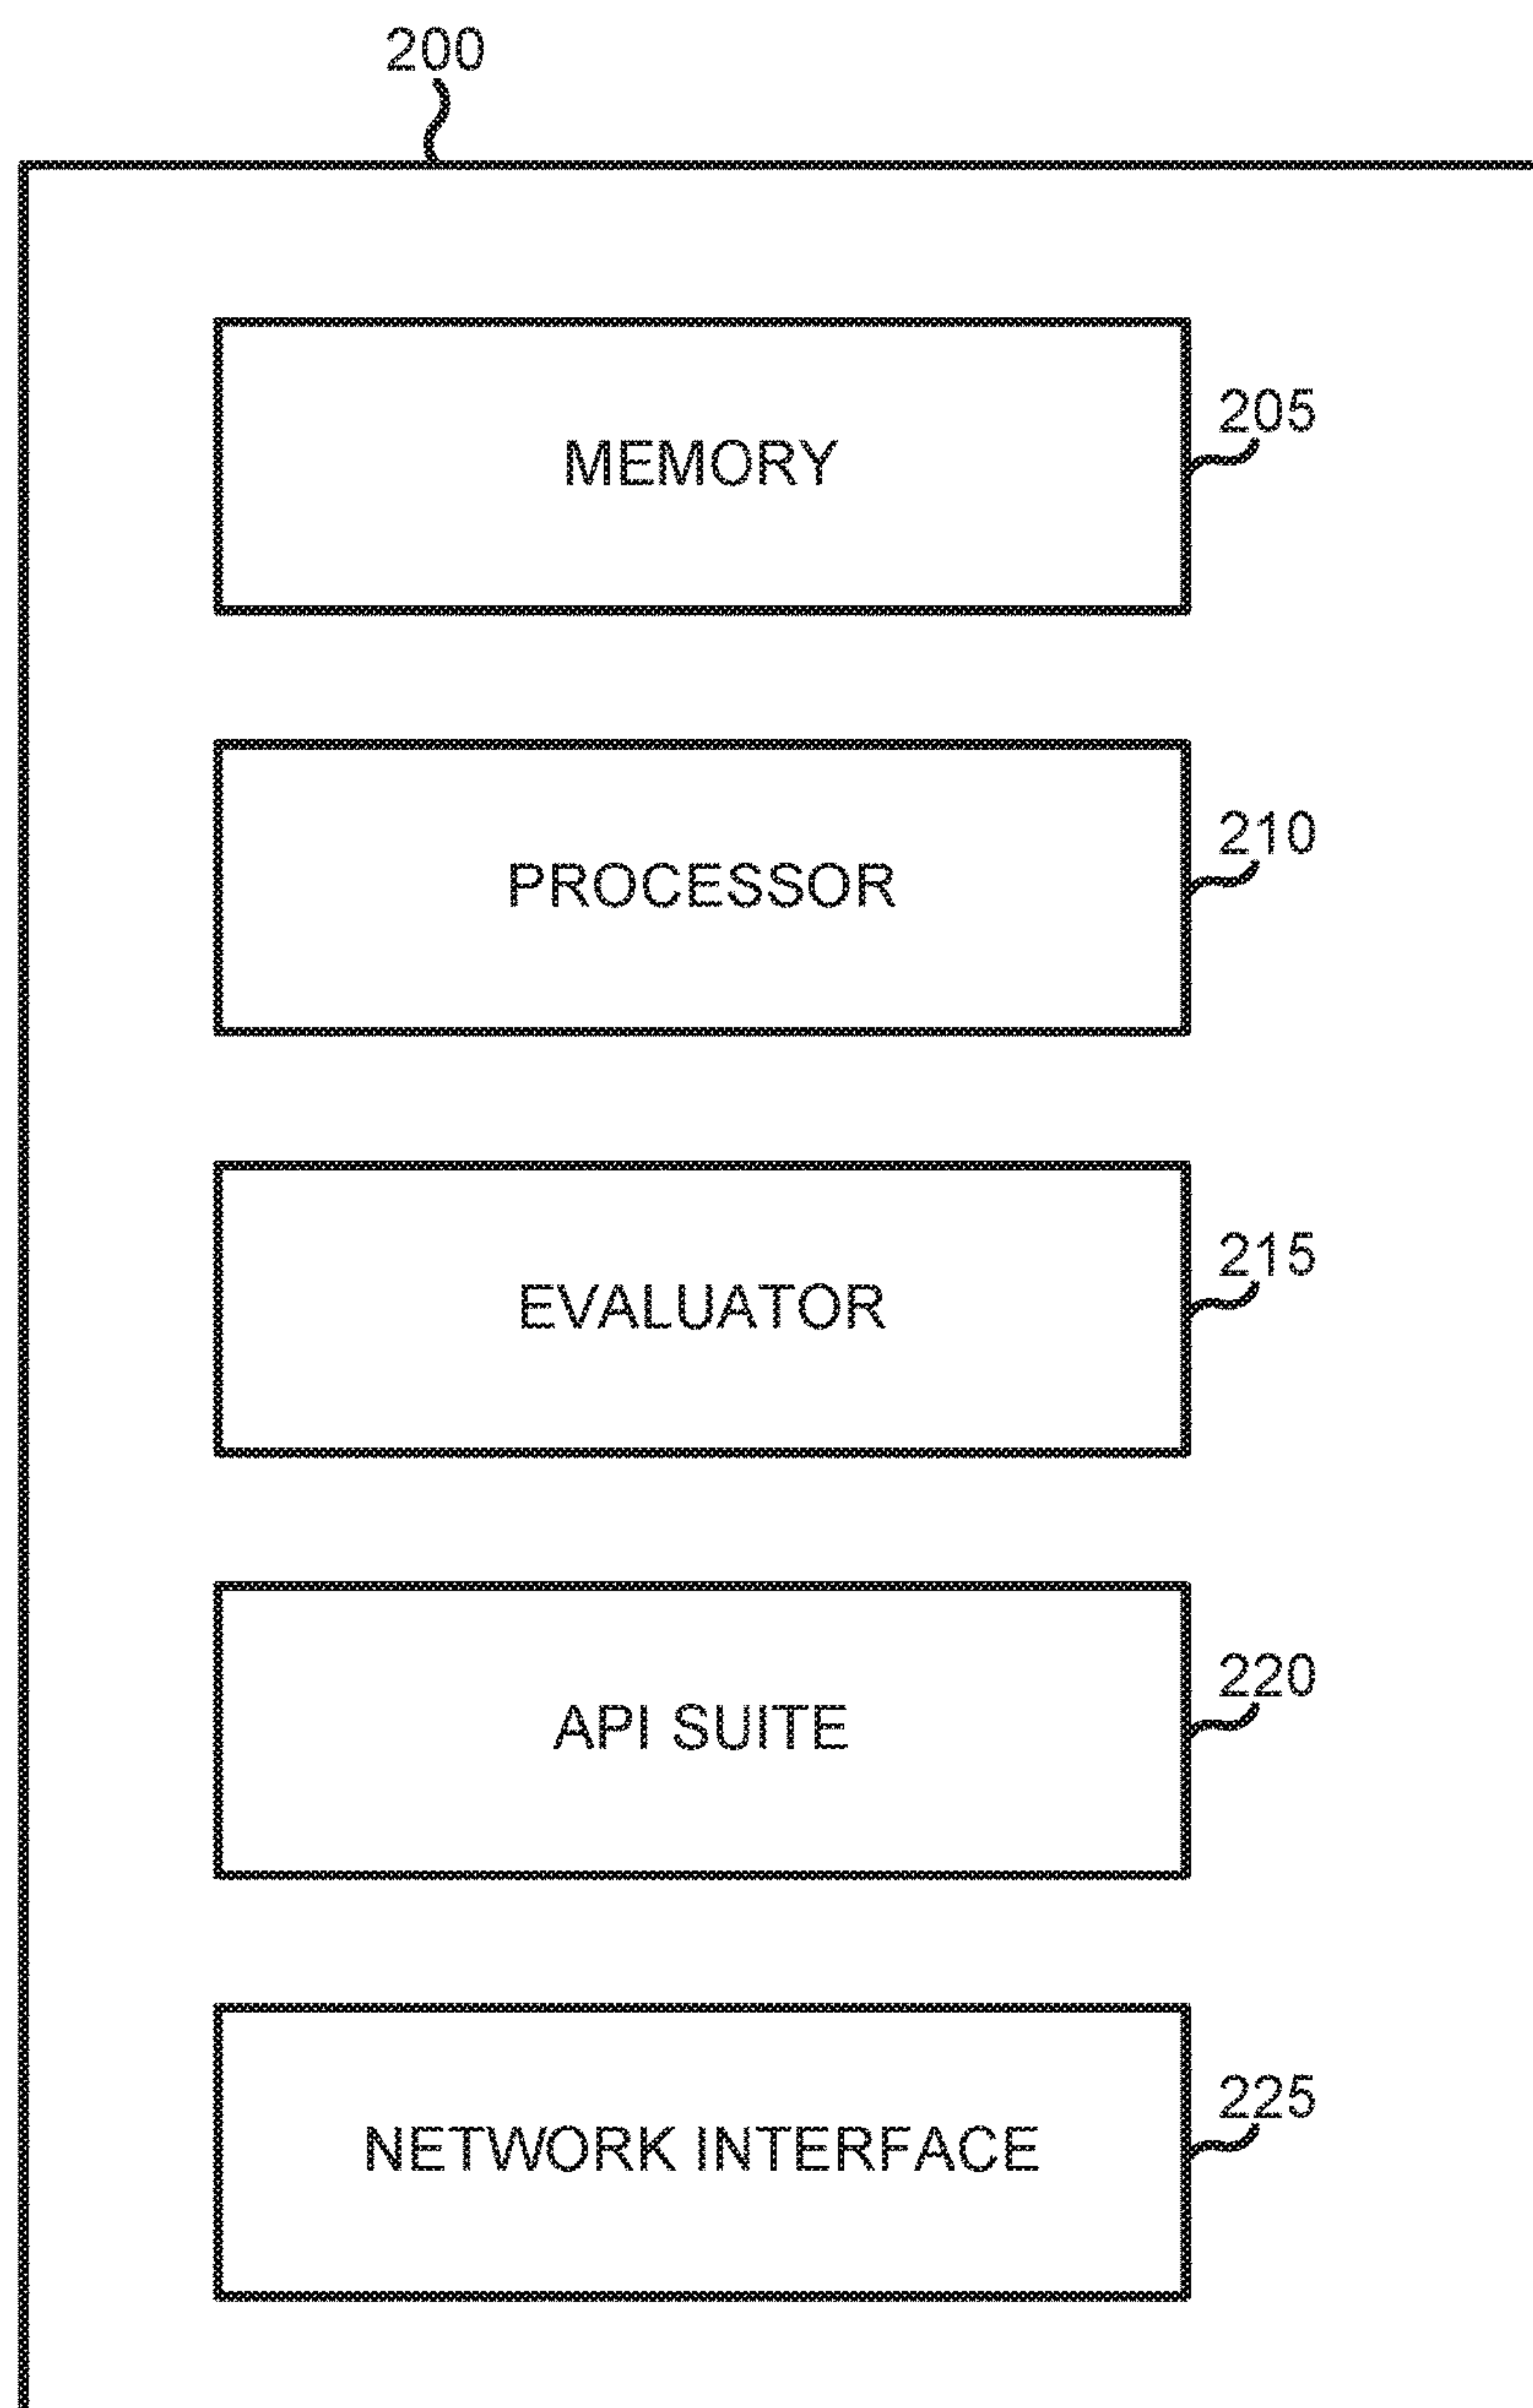 200
MEMORY
205
PROCESSOR
210
EVALUATOR
215
API SUITE
220
NETWORK INTERFACE
225